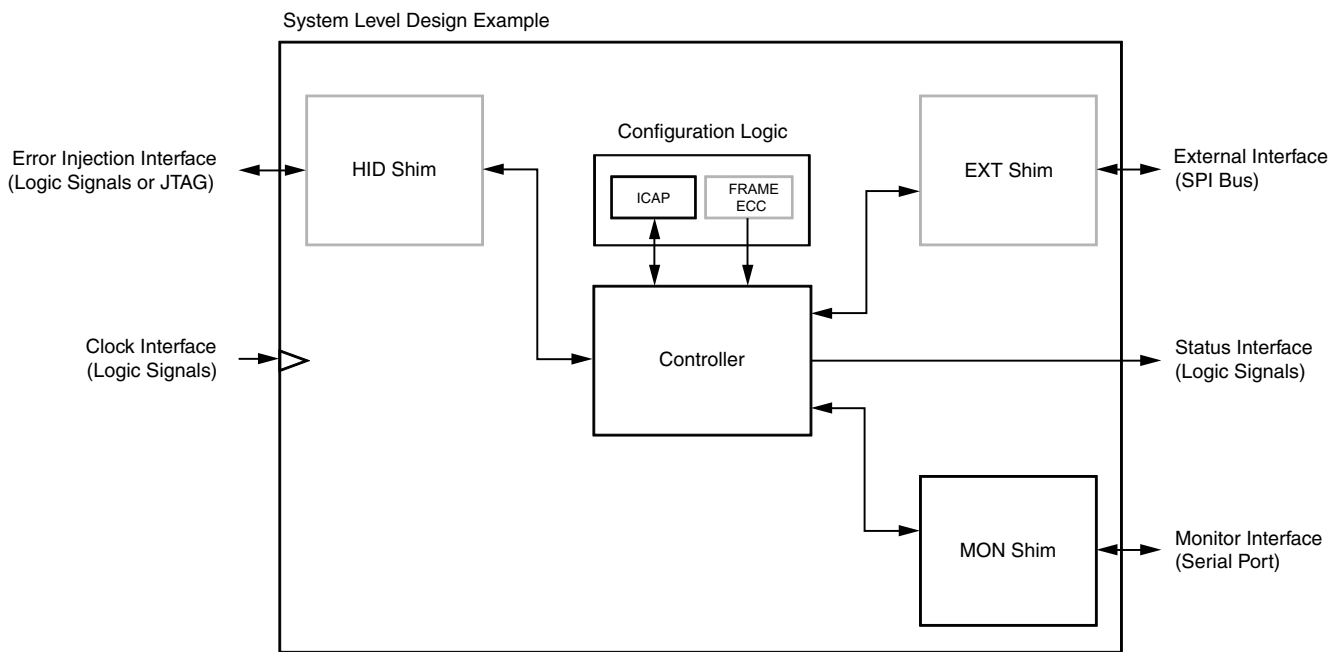 System Level Design Example
Error Injection Interface
(Logic Signals or JTAG)
HID Shim
Configuration Logic
ICAP
FRAME
ECC
EXT Shim
External Interface
(SPI Bus)
Clock Interface
(Logic Signals)
Controller
Status Interface
(Logic Signals)
MON Shim
Monitor Interface
(Serial Port)